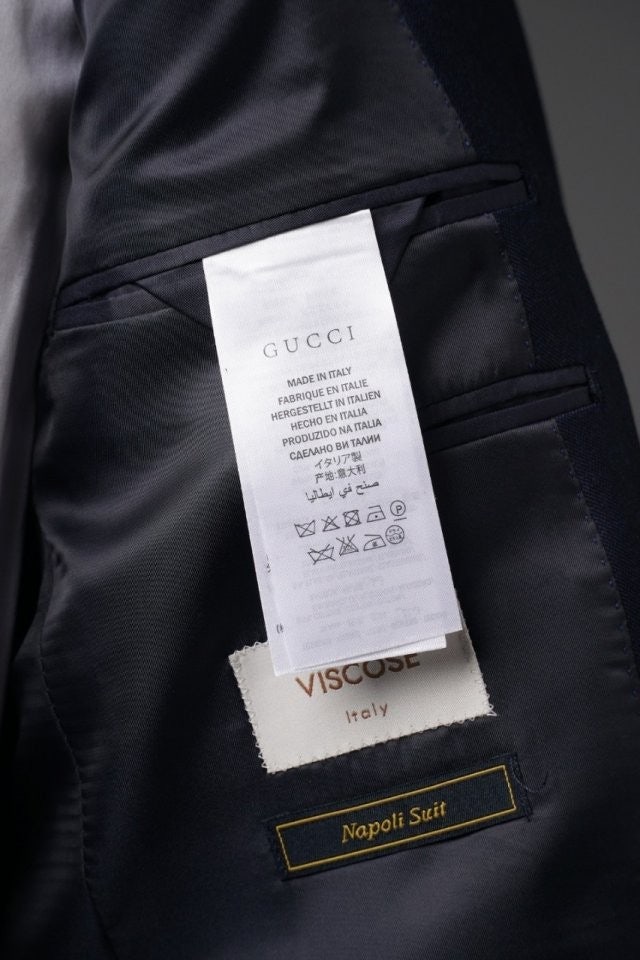 GUCCI
MADE IN ITALY
FABRIQUE EN ITALIE
HERGESTELLT IN ITALIEN
HECHO EN ITALIA
PRODUZIDO NA ITALIA
СДЕЛАНО ВИ ТАЛИИ
イタリア製
产地:意大利
صنع في ايطاليا
VISCOSE
Italy
Napoli Suit